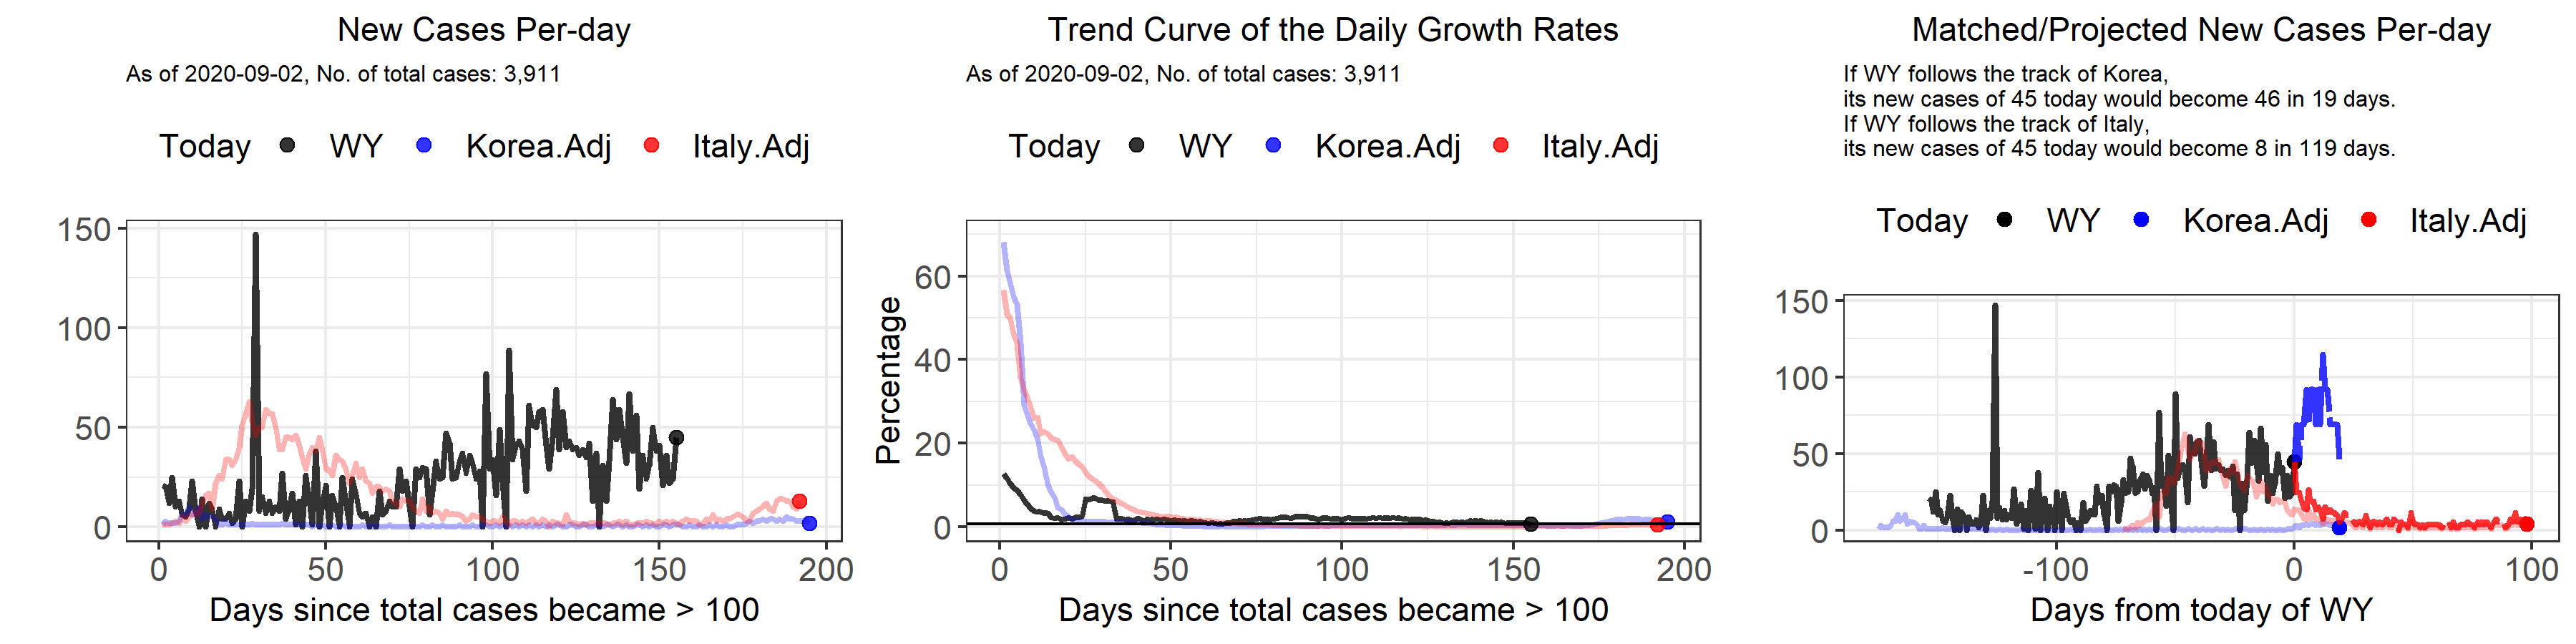 New Cases Per-day
As of 2020-09-02, No. of total cases: 3,911
Today WY Korea.Adj Italy.Adj
150
100
50
0
0 50 100 150 200
Days since total cases became > 100
Trend Curve of the Daily Growth Rates
As of 2020-09-02, No. of total cases: 3,911
Today WY Korea.Adj Italy.Adj
Percentage
60
40
20
0
0 50 100 150 200
Days since total cases became > 100
Matched/Projected New Cases Per-day
If WY follows the track of Korea,
its new cases of 45 today would become 46 in 19 days.
If WY follows the track of Italy,
its new cases of 45 today would become 8 in 119 days.
Today WY Korea.Adj Italy.Adj
150
100
50
0
-100 0 100
Days from today of WY